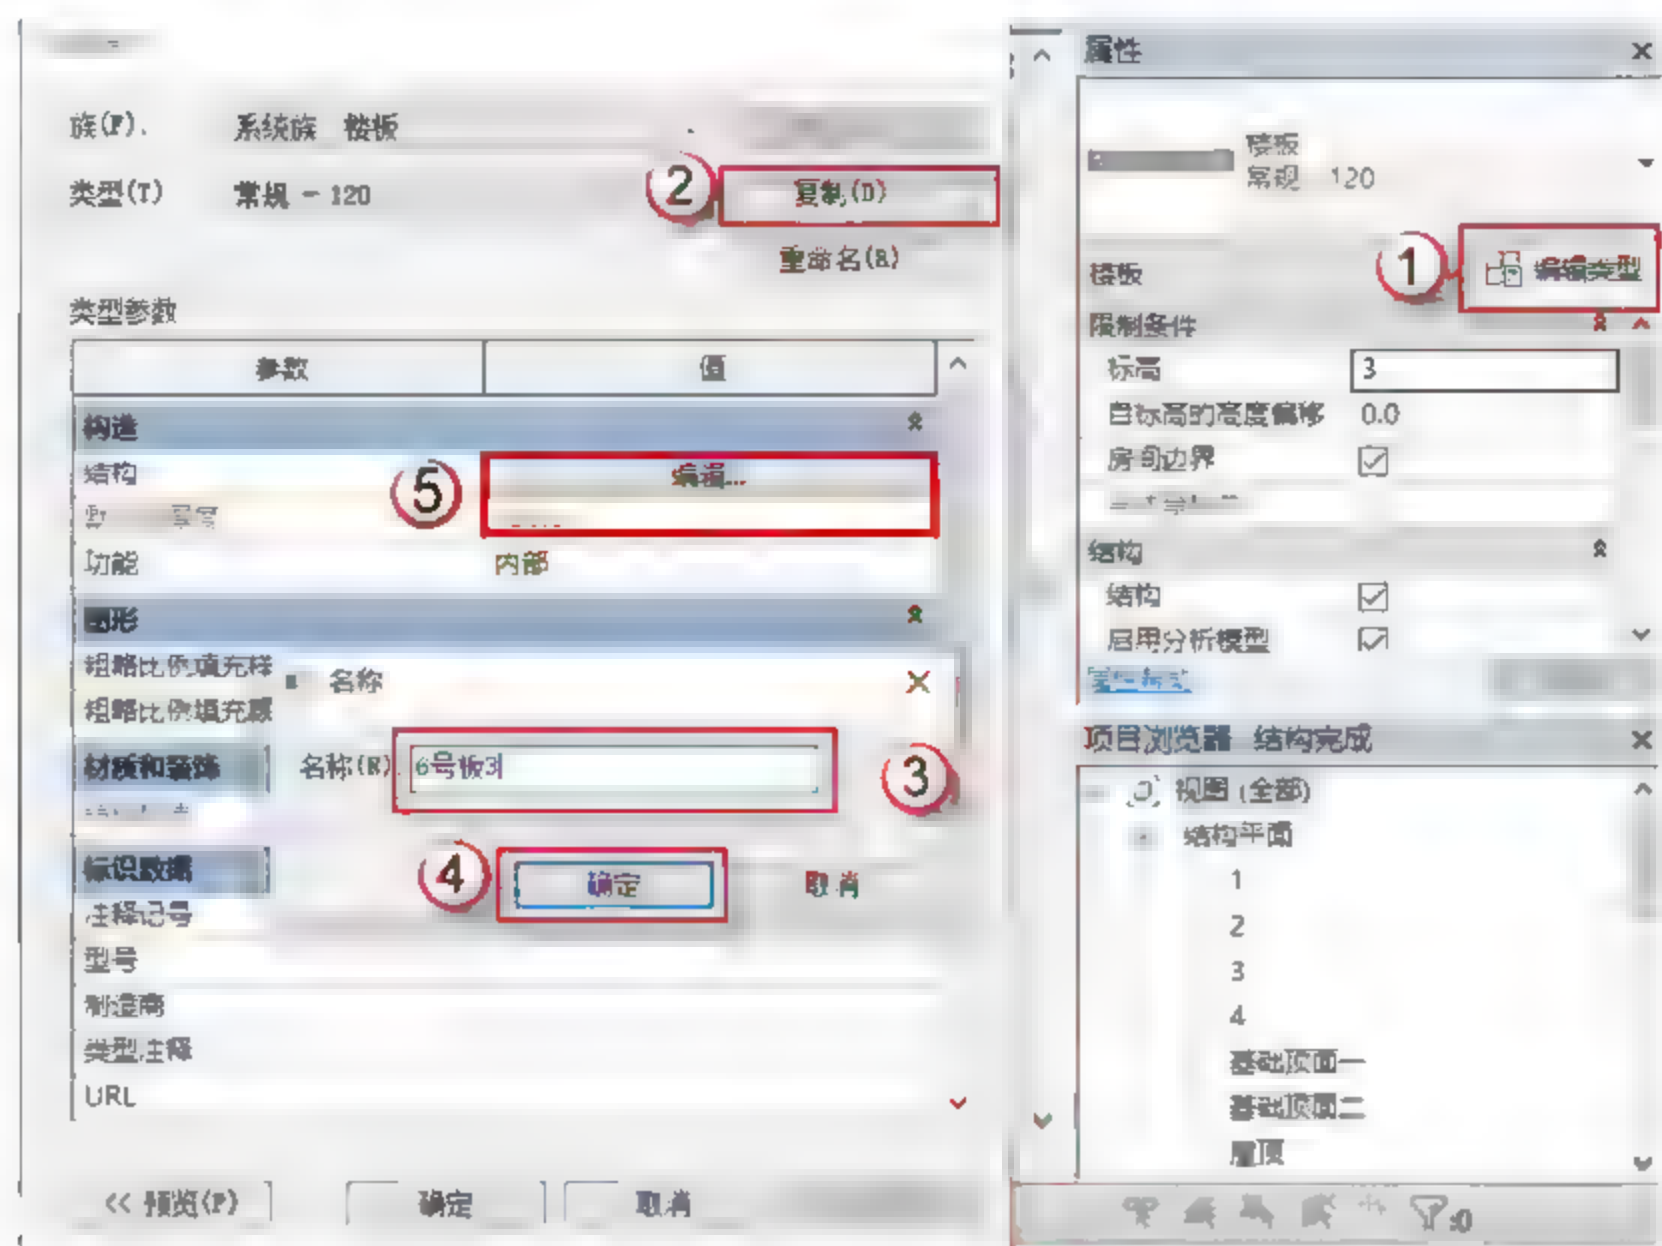 族(F).
系统族 楼板
类型(T)
常规 - 120
② 复制(D)
重命名(R)
类型参数
参数 值
构造
结构
⑤ 编辑...
功能 内部
图形
粗略比例填充样
粗略比例填充颜
名称
材质和装饰
名称(N) 6号板3 ③
标识数据
④ 确定 取消
注释记号
型号
制造商
类型注释
URL
<< 预览(P) 确定 取消
属性
楼板
常规 120
楼板
① 编辑类型
限制条件
标高 3
自标高的高度偏移 0.0
房间边界
结构
结构
启用分析模型
项目浏览器 结构完成
视图 (全部)
结构平面
1
2
3
4
基础顶面一
基础顶面二
屋顶
:0